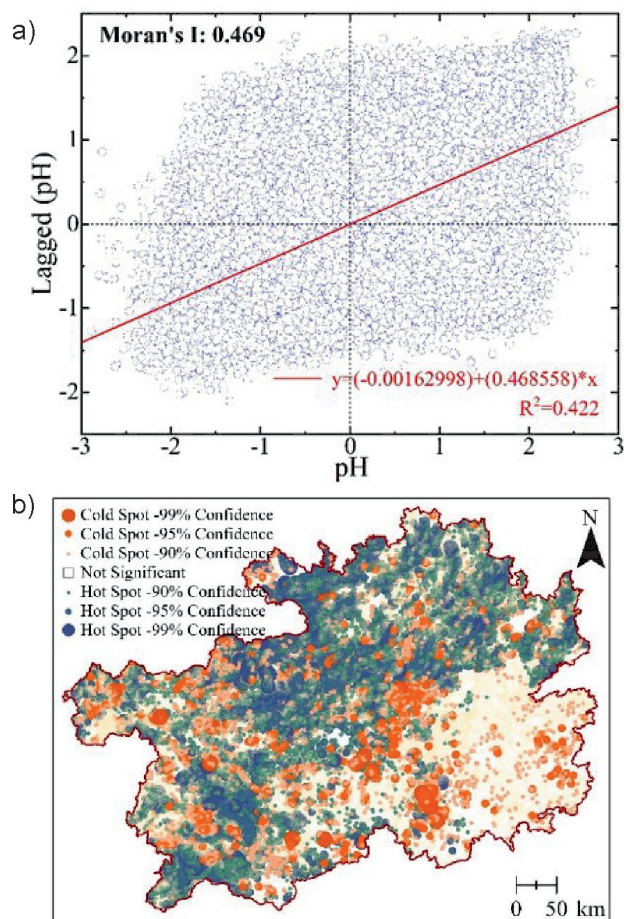 a)
Moran's I: 0.469
2
1
0
-1
-2
Lagged (pH)
y=(-0.00162998)+(0.468558)*x
R²=0.422
-3 -2 -1 0 1 2 3
pH
b)
Cold Spot -99% Confidence
Cold Spot -95% Confidence
Cold Spot -90% Confidence
Not Significant
Hot Spot -90% Confidence
Hot Spot -95% Confidence
Hot Spot -99% Confidence
N
0 50 km